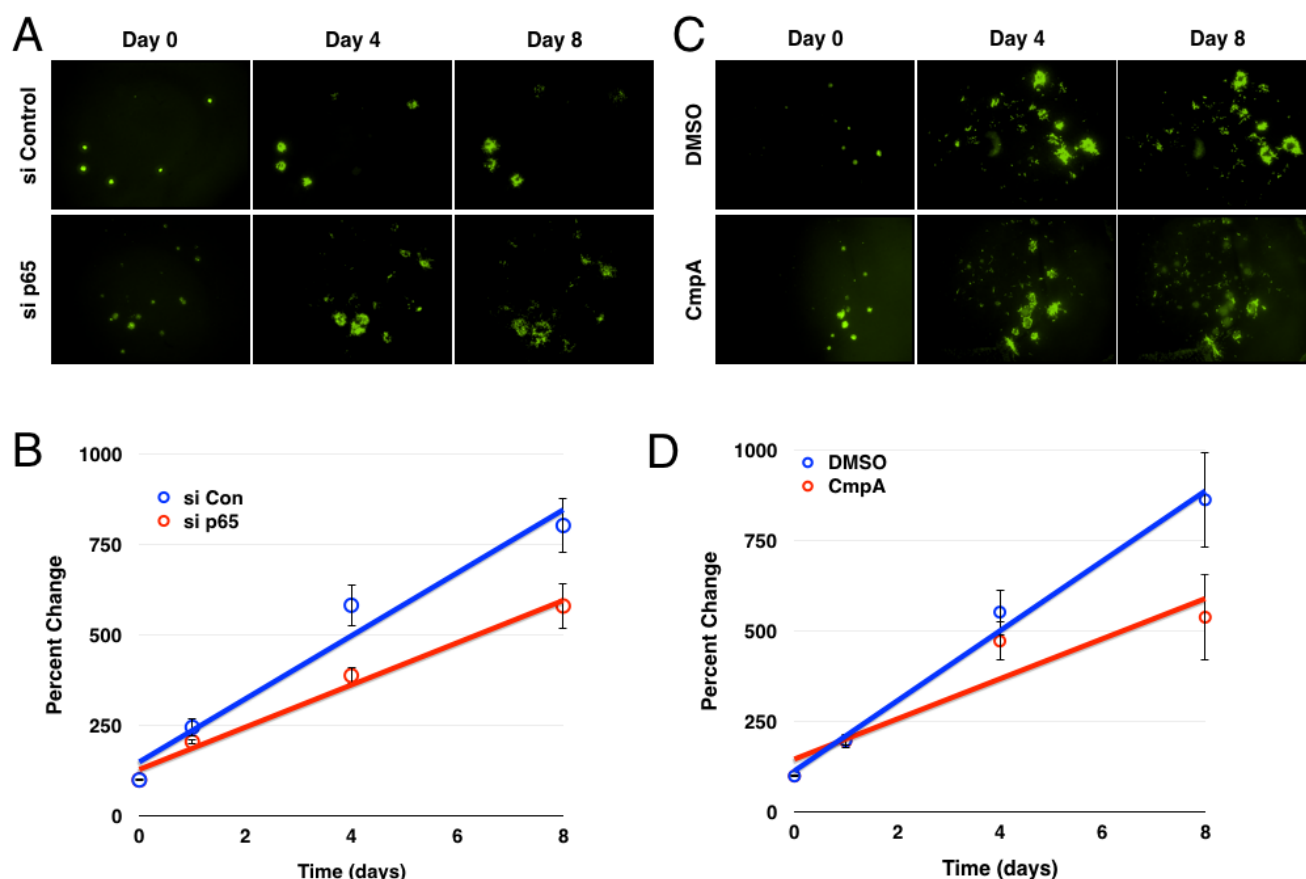 A
Day 0 Day 4 Day 8
si Control
si p65
C
Day 0 Day 4 Day 8
DMSO
CmpA
B
1000
750
500
250
0
si Con
si p65
Percent Change
0 2 4 6 8
Time (days)
D
1000
750
500
250
0
DMSO
CmpA
Percent Change
0 2 4 6 8
Time (days)